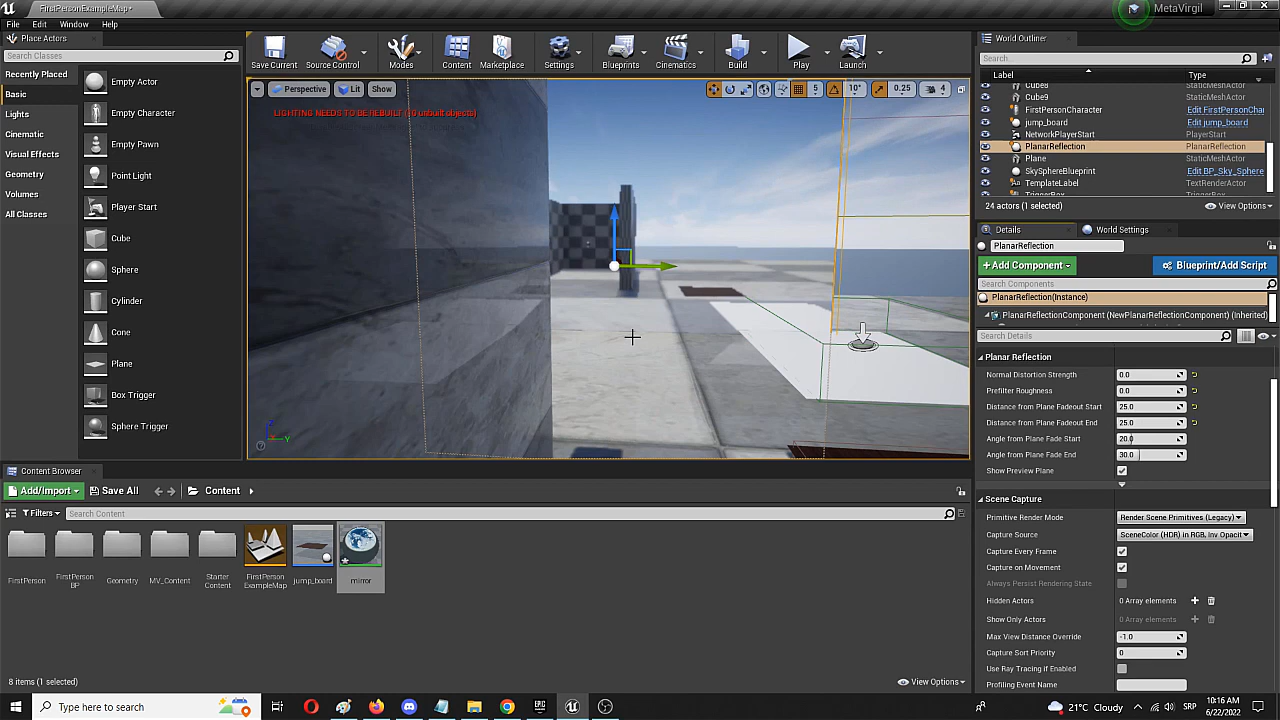 FirstPersonExampleMap*
MetaVirgil
File Edit Window Help
Place Actors
Search Classes
Recently Placed
Basic
Lights
Cinematic
Visual Effects
Geometry
Volumes
All Classes
Empty Actor
Empty Character
Empty Pawn
Point Light
Player Start
Cube
Sphere
Cylinder
Cone
Plane
Box Trigger
Sphere Trigger
Save Current Source Control Modes Content Marketplace Settings Blueprints Cinematics Build Play Launch
Perspective Lit Show 5 10° 0.25 4
World Outliner
Search...
Label Type
Cube8 StaticMeshActor
Cube9 StaticMeshActor
FirstPersonCharacter Edit FirstPersonChar
jump_board Edit jump_board
NetworkPlayerStart PlayerStart
PlanarReflection PlanarReflection
Plane StaticMeshActor
SkySphereBlueprint Edit BP_Sky_Sphere
TemplateLabel TextRenderActor
TriggerBox TriggerBox
24 actors (1 selected) View Options
Details World Settings
PlanarReflection
+Add Component Blueprint/Add Script
Search Components
PlanarReflection(Instance)
PlanarReflectionComponent (NewPlanarReflectionComponent) (Inherited)
Search Details
Planar Reflection
Normal Distortion Strength 0.0
Prefilter Roughness 0.0
Distance from Plane Fadeout Start 25.0
Distance from Plane Fadeout End 25.0
Angle from Plane Fade Start 20.0
Angle from Plane Fade End 30.0
Show Preview Plane
Scene Capture
Primitive Render Mode Render Scene Primitives (Legacy)
Capture Source SceneColor (HDR) in RGB, Inv Opacit
Capture Every Frame
Capture on Movement
Always Persist Rendering State
Hidden Actors 0 Array elements
Show Only Actors 0 Array elements
Max View Distance Override -1.0
Capture Sort Priority 0
Use Ray Tracing if Enabled
Profiling Event Name
Z
Y
Content Browser
Add/Import Save All Content
Filters Search Content
FirstPerson
FirstPerson
BP
Geometry
MV_Content
Starter
Content
FirstPerson
ExampleMap
jump_board
mirror
8 items (1 selected) View Options
Type here to search
EPIC
21°C Cloudy SRP
10:16 AM
6/22/2022